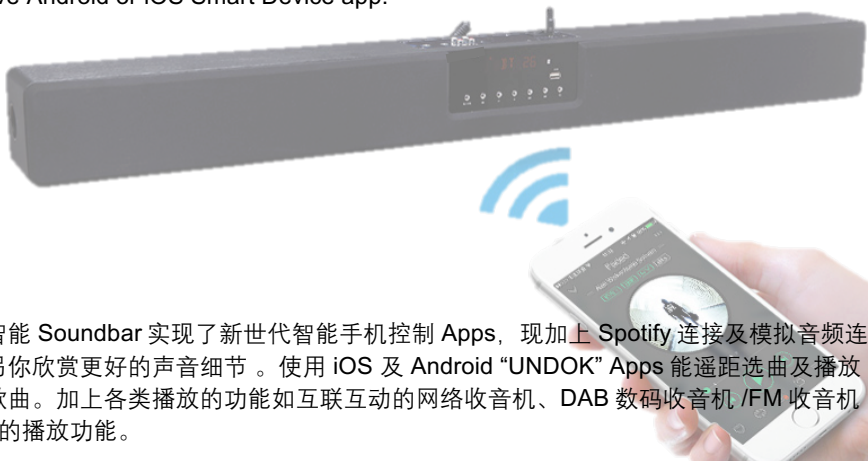 ve Android or iOS Smart Device app.
11:26
Paced
智能 Soundbar 实现了新世代智能手机控制 Apps，现加上 Spotify 连接及模拟音频连
另你欣赏更好的声音细节 。使用 iOS 及 Android “UNDOK” Apps 能遥距选曲及播放
歌曲。加上各类播放的功能如互联互动的网络收音机、DAB 数码收音机 /FM 收音机
的播放功能。